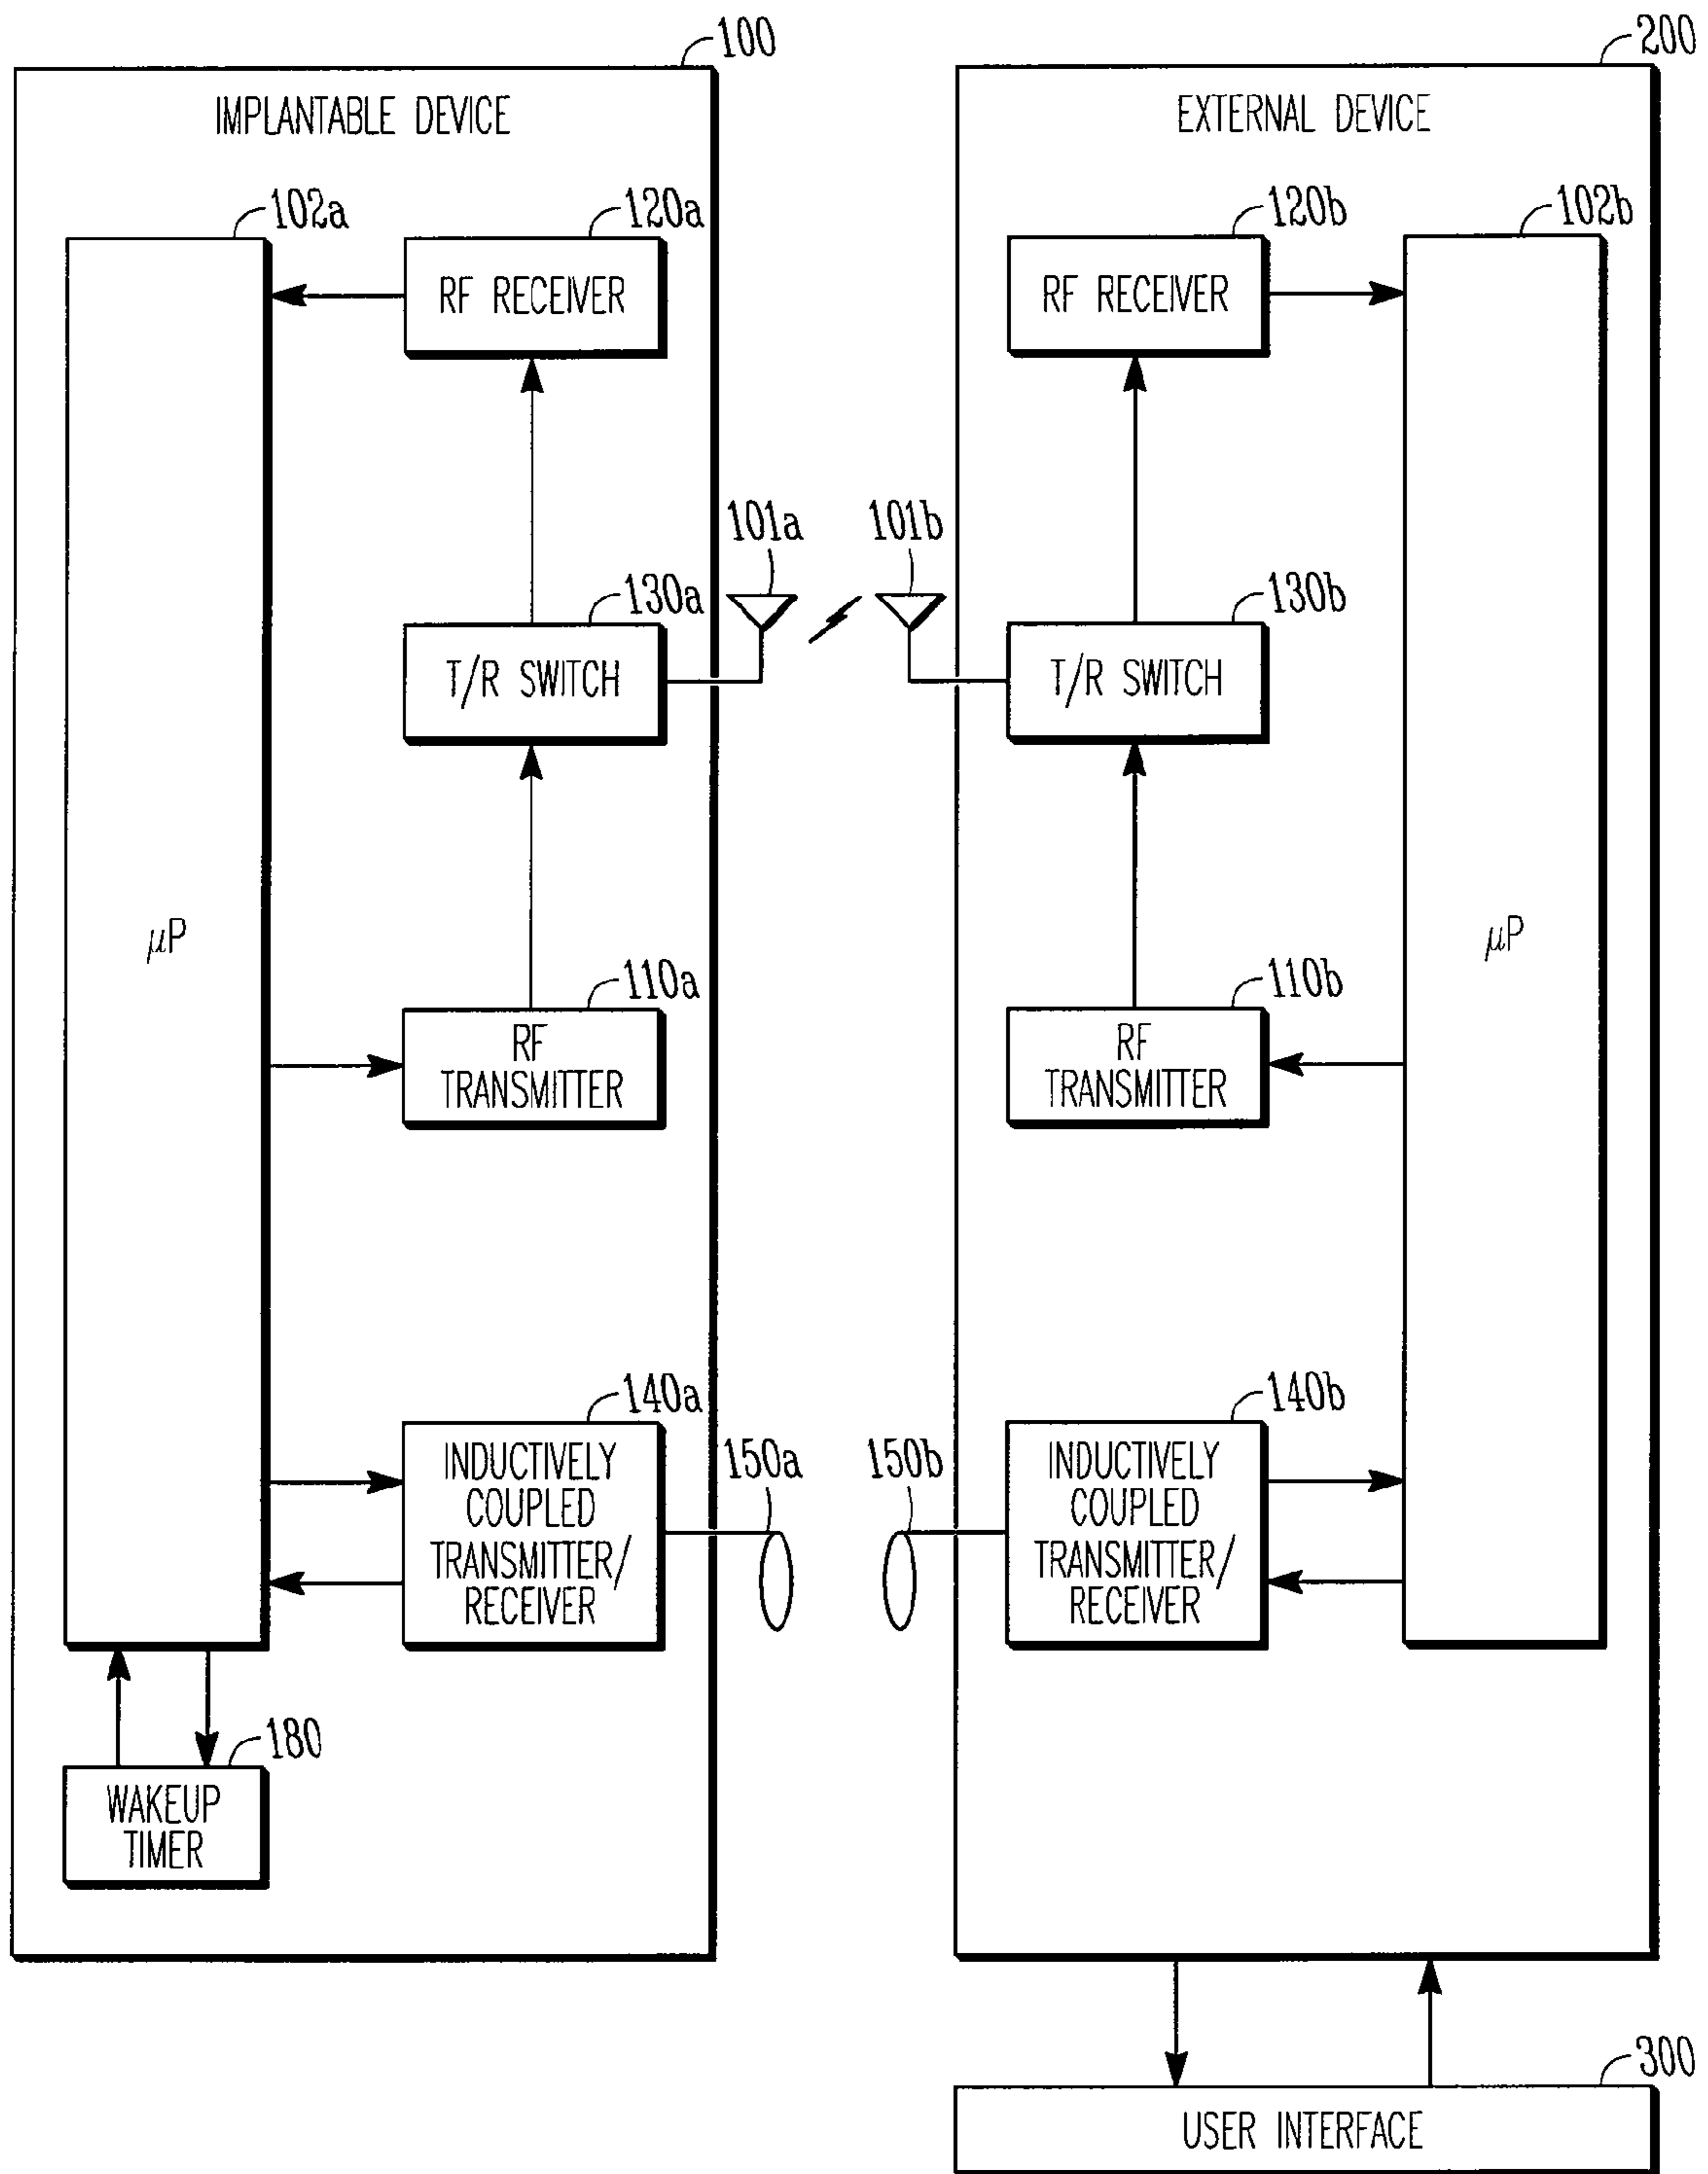 100
200
IMPLANTABLE DEVICE
EXTERNAL DEVICE
102a
120a
120b
102b
RF RECEIVER
RF RECEIVER
101a
101b
130a
130b
T/R SWITCH
T/R SWITCH
μP
μP
110a
110b
RF
TRANSMITTER
RF
TRANSMITTER
140a
140b
150a
150b
INDUCTIVELY
COUPLED
TRANSMITTER/
RECEIVER
INDUCTIVELY
COUPLED
TRANSMITTER/
RECEIVER
180
WAKEUP
TIMER
300
USER INTERFACE